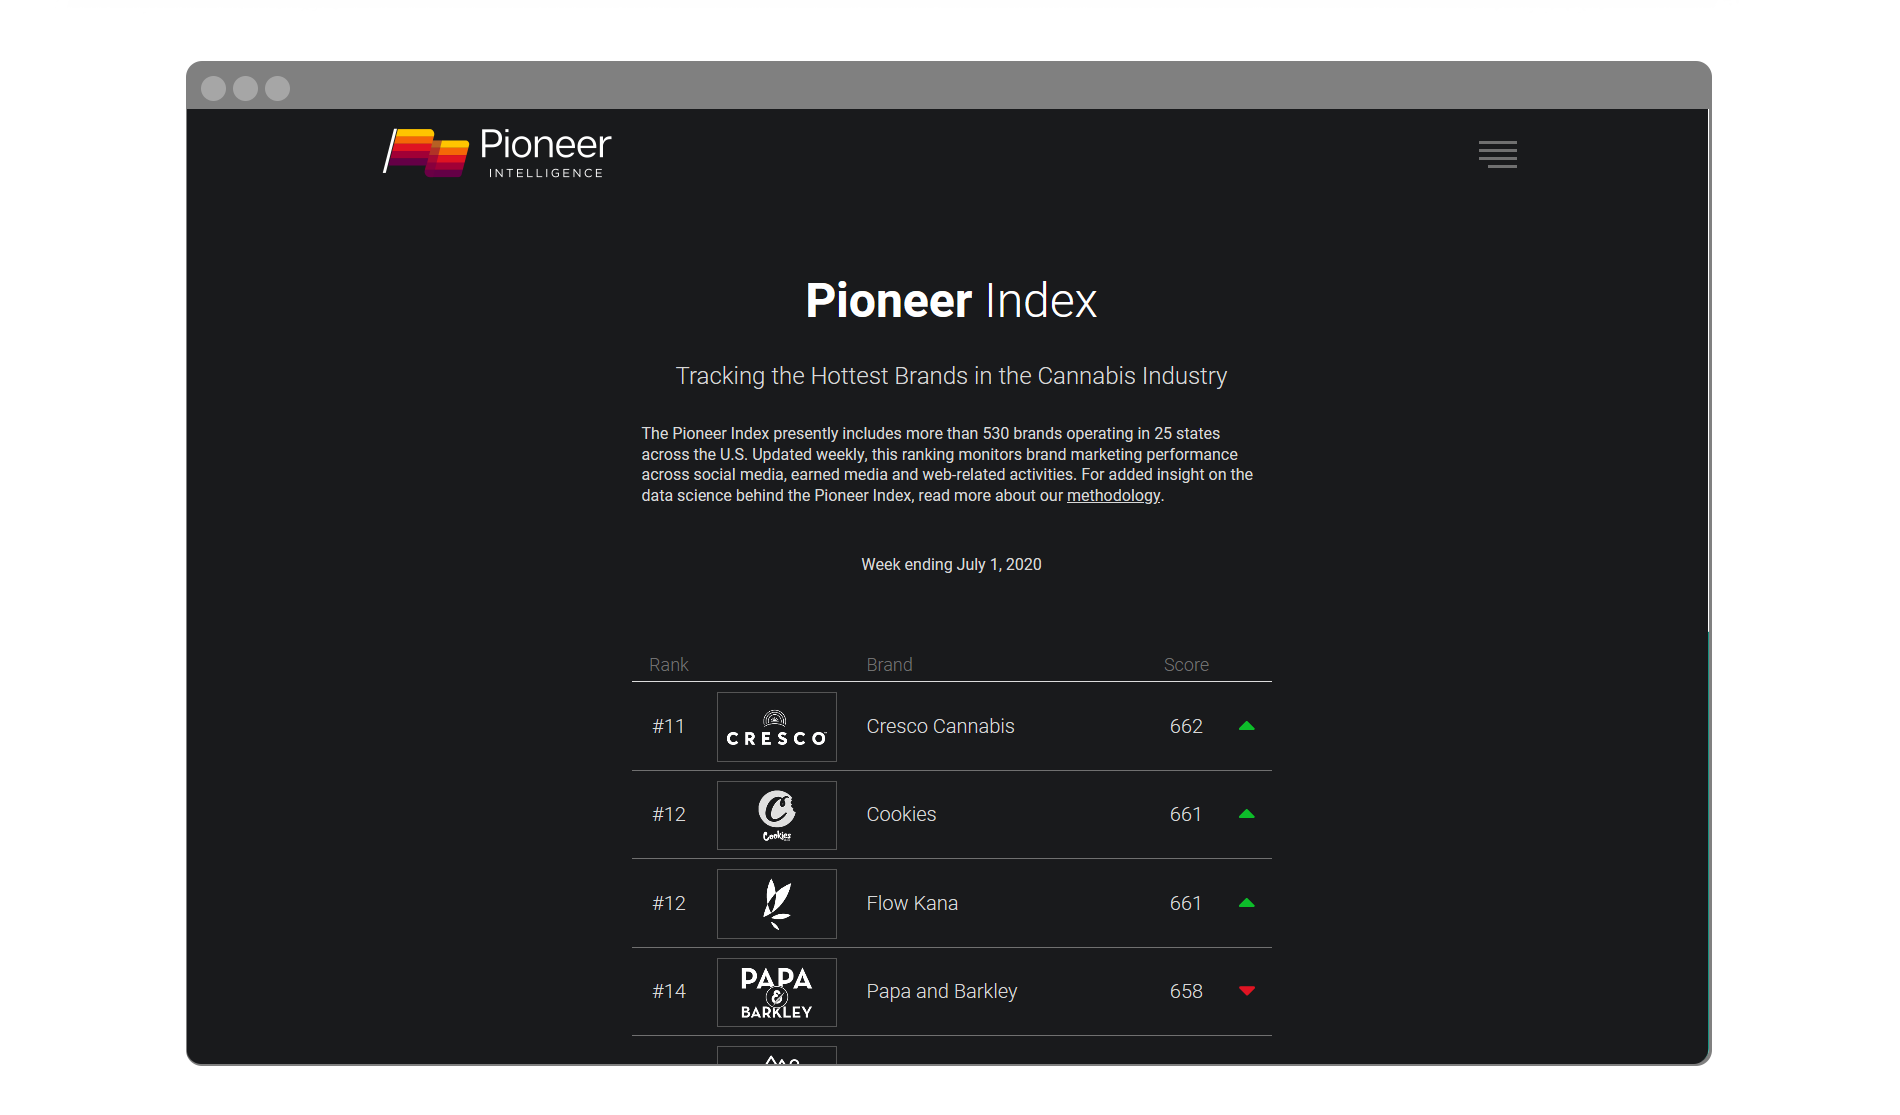 Pioneer
INTELLIGENCE
Pioneer Index
Tracking the Hottest Brands in the Cannabis Industry
The Pioneer Index presently includes more than 530 brands operating in 25 states
across the U.S. Updated weekly, this ranking monitors brand marketing performance
across social media, earned media and web-related activities. For added insight on the
data science behind the Pioneer Index, read more about our methodology.
Week ending July 1, 2020
Rank Brand Score
#11 CRESCO Cresco Cannabis 662
#12 C Cookies Cookies 661
#12 Flow Kana 661
#14 PAPA & BARKLEY Papa and Barkley 658